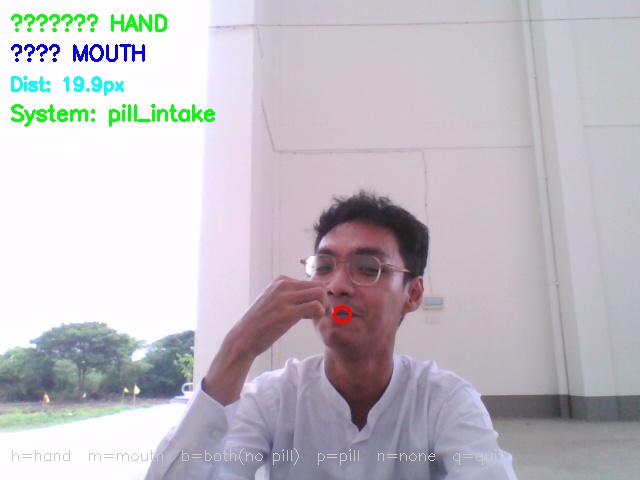 ??????? HAND
???? MOUTH
Dist: 19.9px
System: pill_intake
h=hand m=mouth b=both(no pill) p=pill n=none q=quit